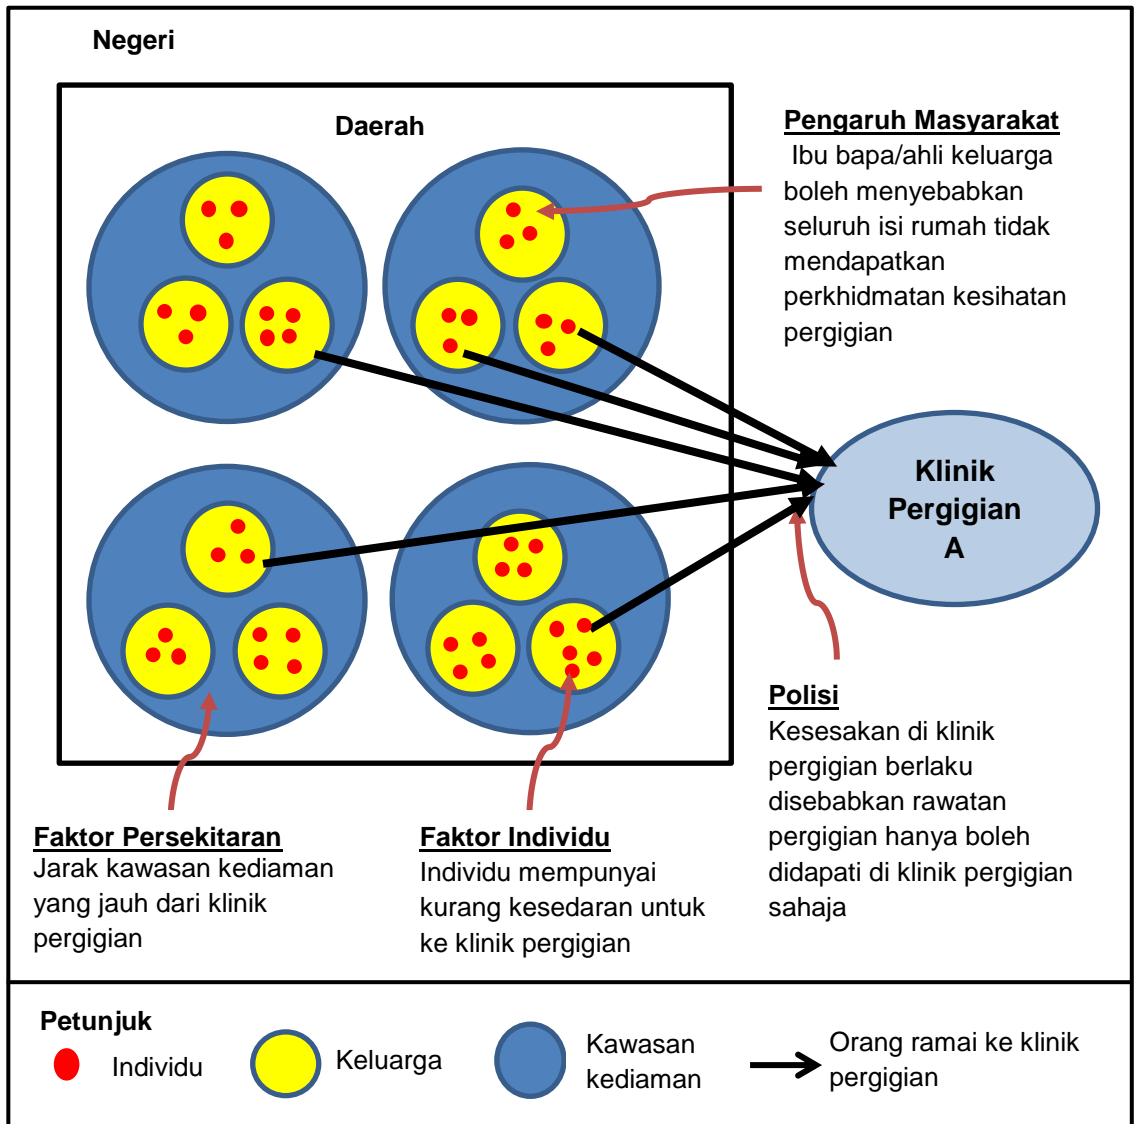 Negeri
Daerah
Pengaruh Masyarakat
Ibu bapa/ahli keluarga
boleh menyebabkan
seluruh isi rumah tidak
mendapatkan
perkhidmatan kesihatan
pergigian
Klinik
Pergigian
A
Polisi
Kesesakan di klinik
pergigian berlaku
disebabkan rawatan
pergigian hanya boleh
didapati di klinik pergigian
sahaja
Faktor Persekitaran
Jarak kawasan kediaman
yang jauh dari klinik
pergigian
Faktor Individu
Individu mempunyai
kurang kesedaran untuk
ke klinik pergigian
Petunjuk
Individu
Keluarga
Kawasan
kediaman
Orang ramai ke klinik
pergigian